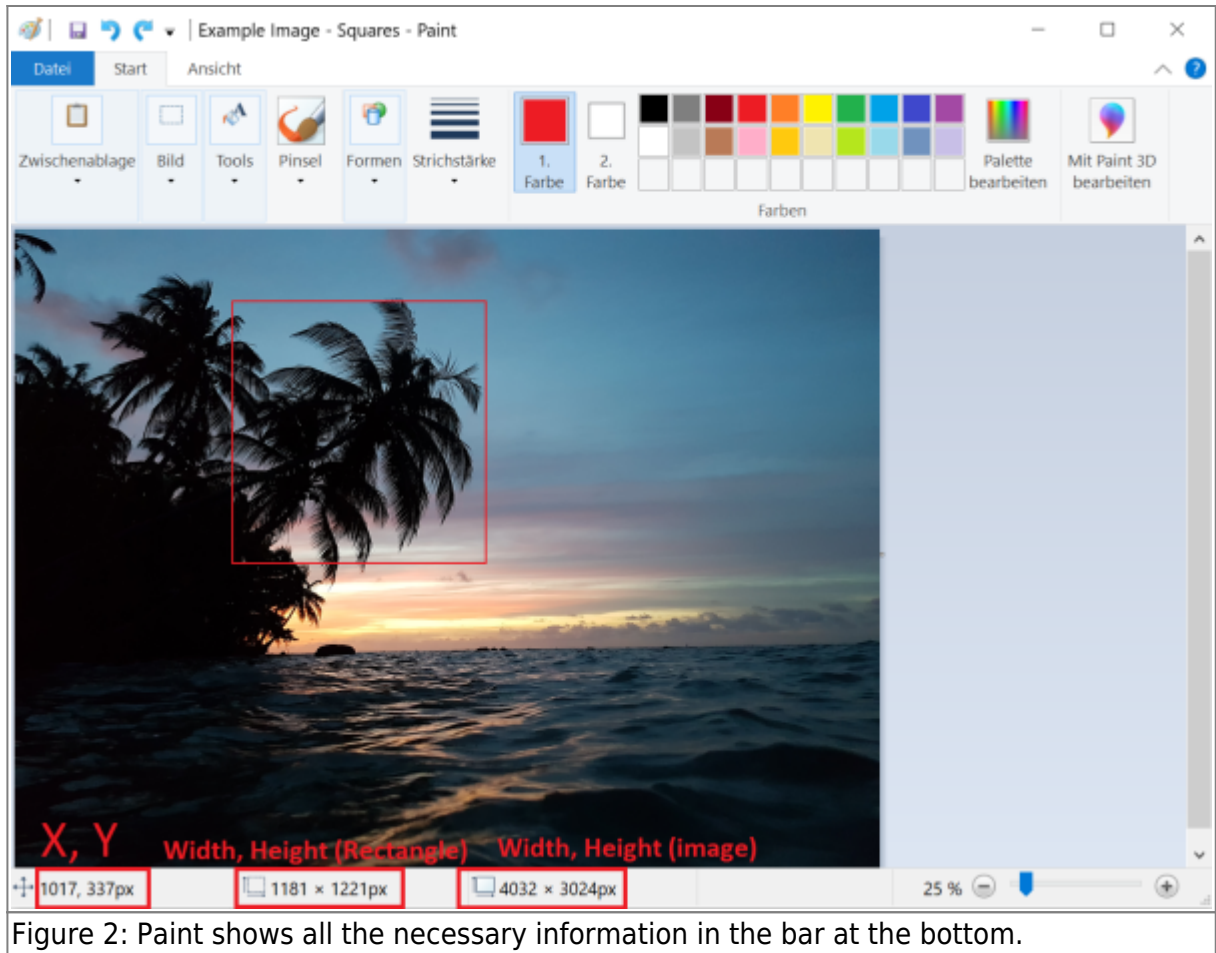 Example Image - Squares - Paint
Datei Start Ansicht
Zwischenablage Bild Tools Pinsel Formen Strichstärke 1. Farbe 2. Farbe Palette bearbeiten Mit Paint 3D bearbeiten
Farben
X, Y Width, Height (Rectangle) Width, Height (image)
1017, 337px 1181 × 1221px 4032 × 3024px 25 %
Figure 2: Paint shows all the necessary information in the bar at the bottom.